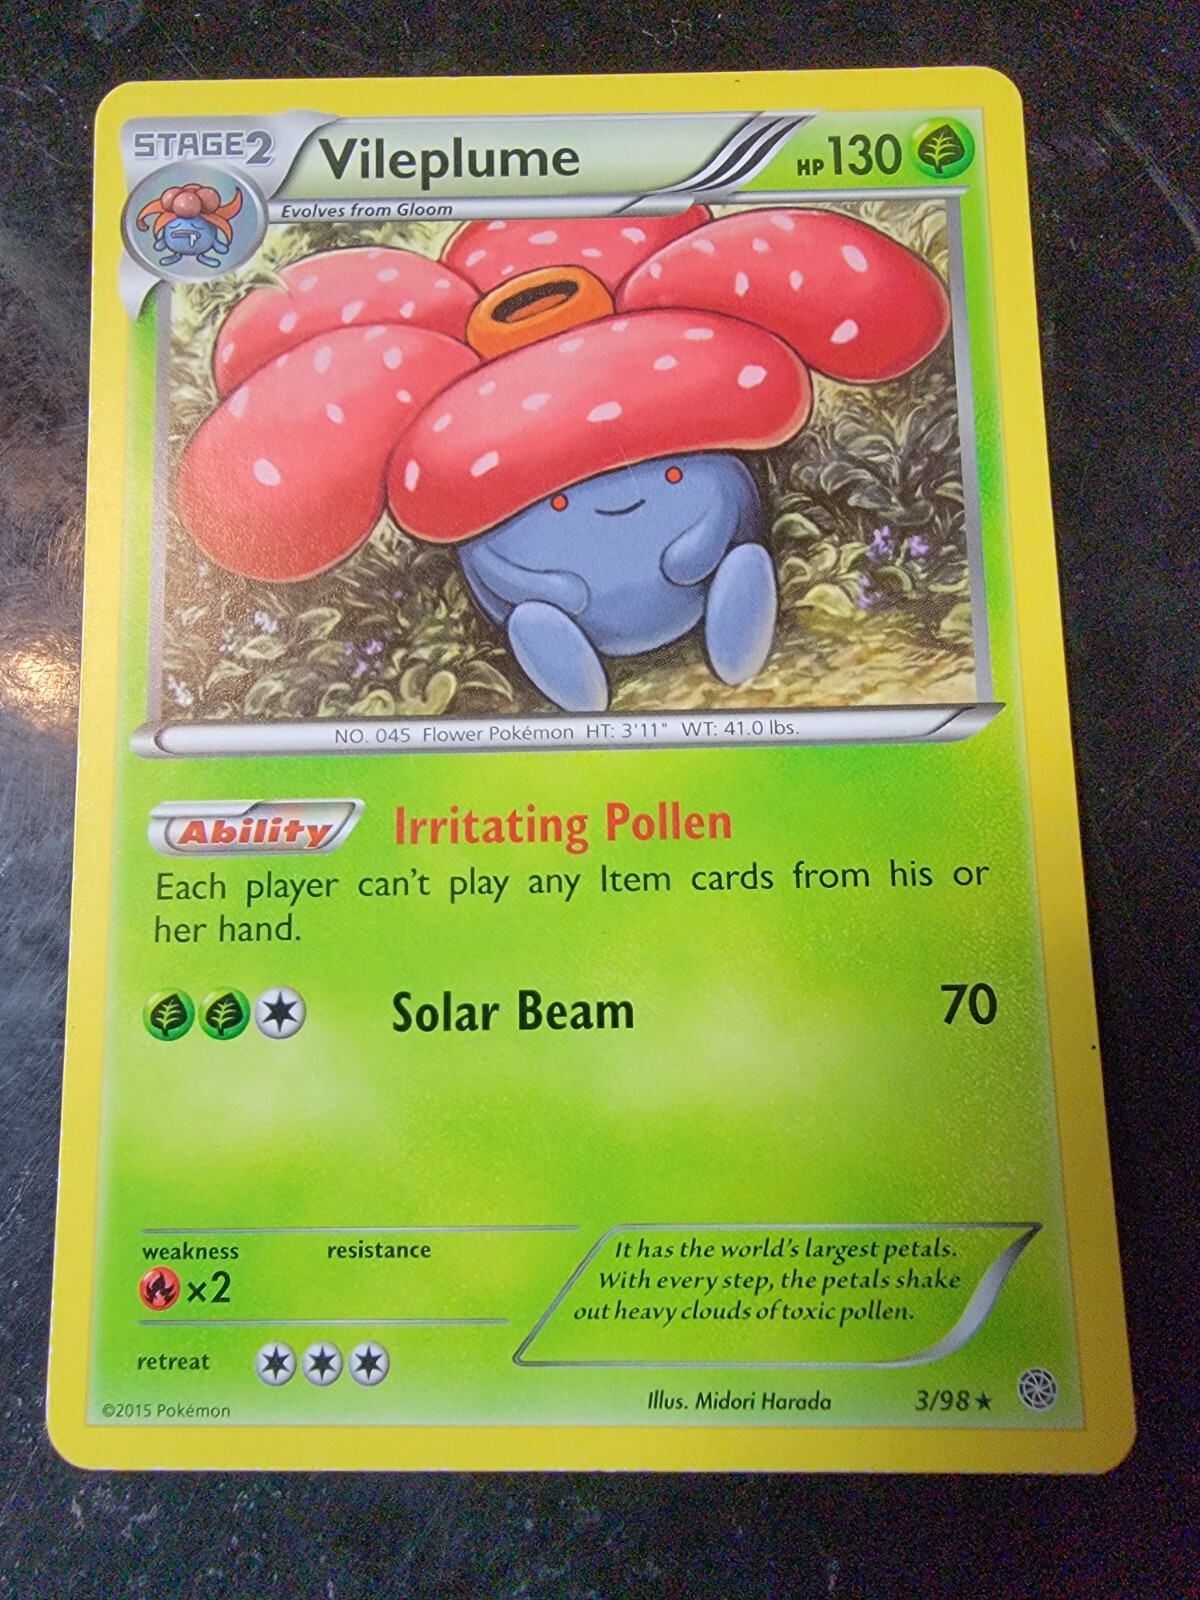 STAGE2
Vileplume
HP130
Evolves from Gloom
NO. 045 Flower Pokémon HT: 3'11" WT: 41.0 lbs.
Ability Irritating Pollen
Each player can't play any Item cards from his or
her hand.
Solar Beam 70
weakness resistance
×2
It has the world's largest petals.
With every step, the petals shake
out heavy clouds of toxic pollen.
retreat
©2015 Pokémon
Illus. Midori Harada
3/98 ★